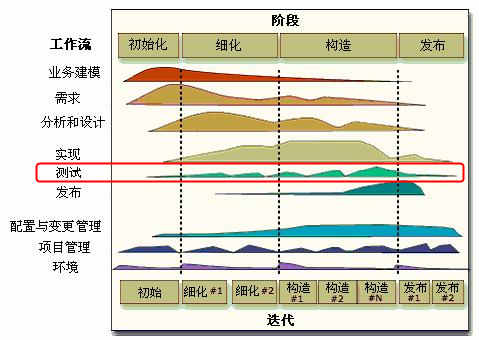 阶段
工作流
初始化 细化 构造 发布
业务建模
需求
分析和设计
实现
测试
发布
配置与变更管理
项目管理
环境
初始 细化#1 细化#2 构造#1 构造#2 构造#N 发布#1 发布#2
迭代